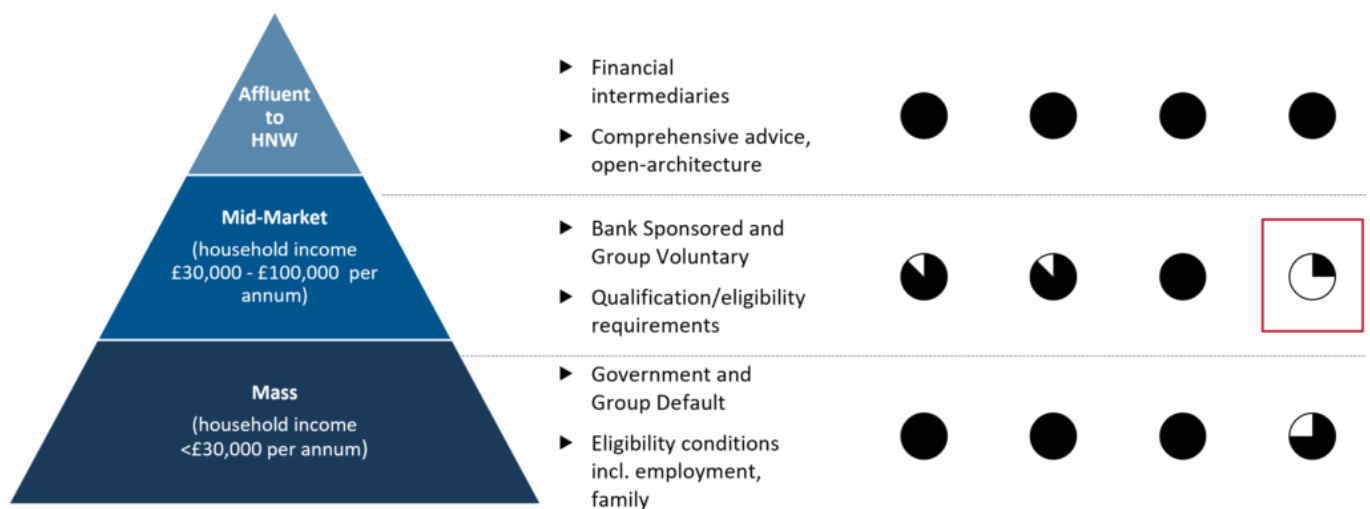 Affluent
to
HNW
► Financial
intermediaries
► Comprehensive advice,
open-architecture
Mid-Market
(household income
£30,000 - £100,000 per
annum)
► Bank Sponsored and
Group Voluntary
► Qualification/eligibility
requirements
Mass
(household income
<£30,000 per annum)
► Government and
Group Default
► Eligibility conditions
incl. employment,
family